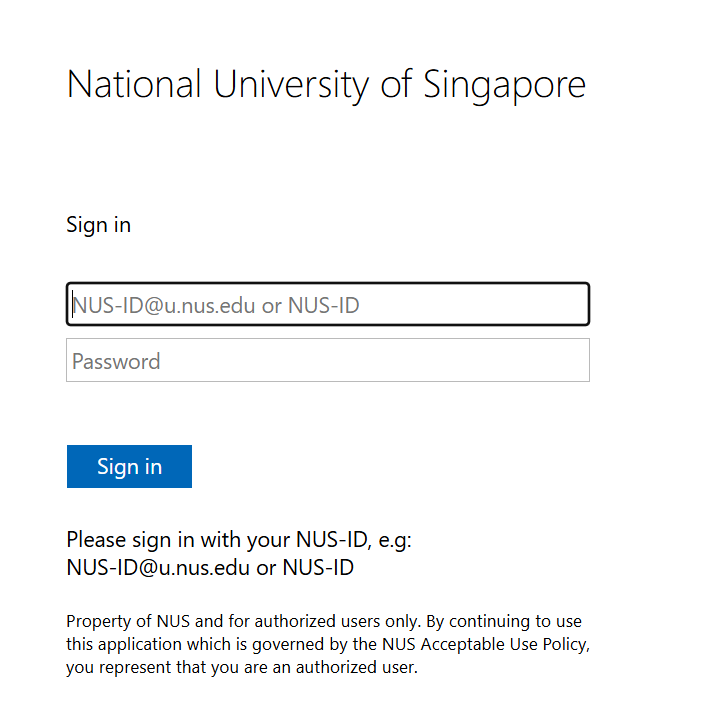 National University of Singapore
Sign in
NUS-ID@u.nus.edu or NUS-ID
Password
Sign in
Please sign in with your NUS-ID, e.g:
NUS-ID@u.nus.edu or NUS-ID
Property of NUS and for authorized users only. By continuing to use
this application which is governed by the NUS Acceptable Use Policy,
you represent that you are an authorized user.